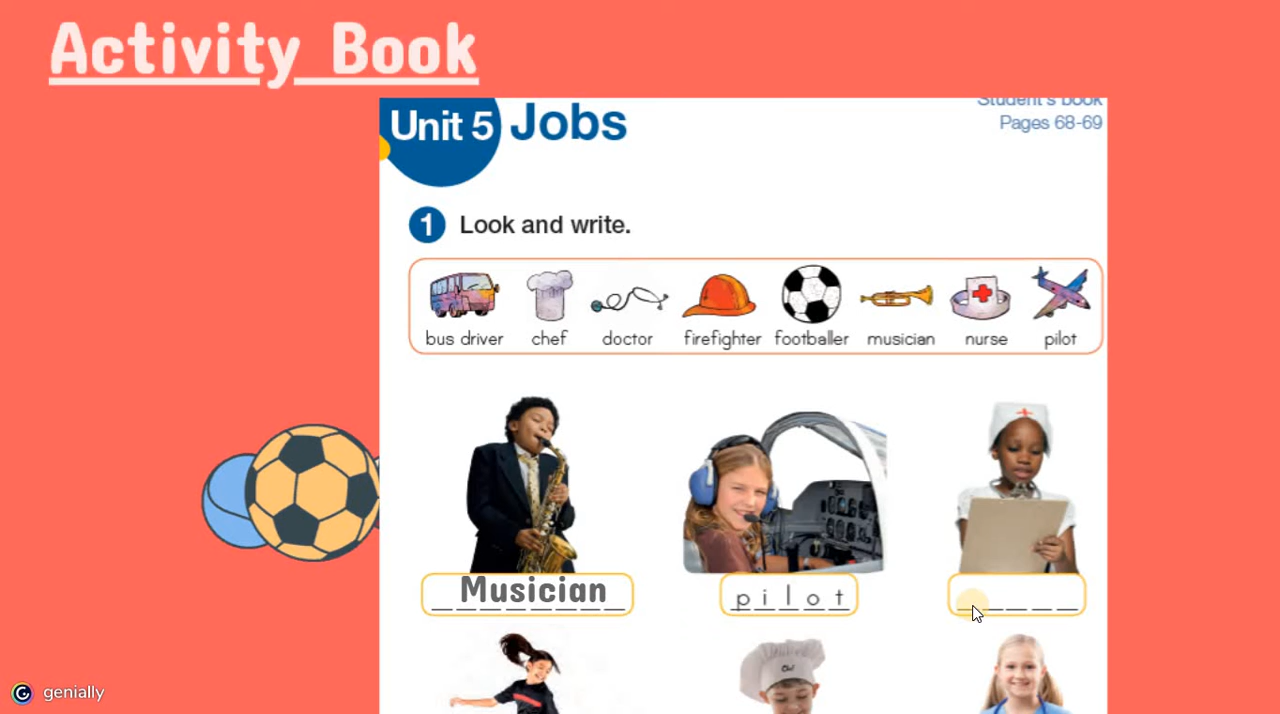 Activity Book
Student's book
Unit 5 Jobs
Pages 68-69
1 Look and write.
bus driver chef doctor firefighter footballer musician nurse pilot
Musician pilot
genially